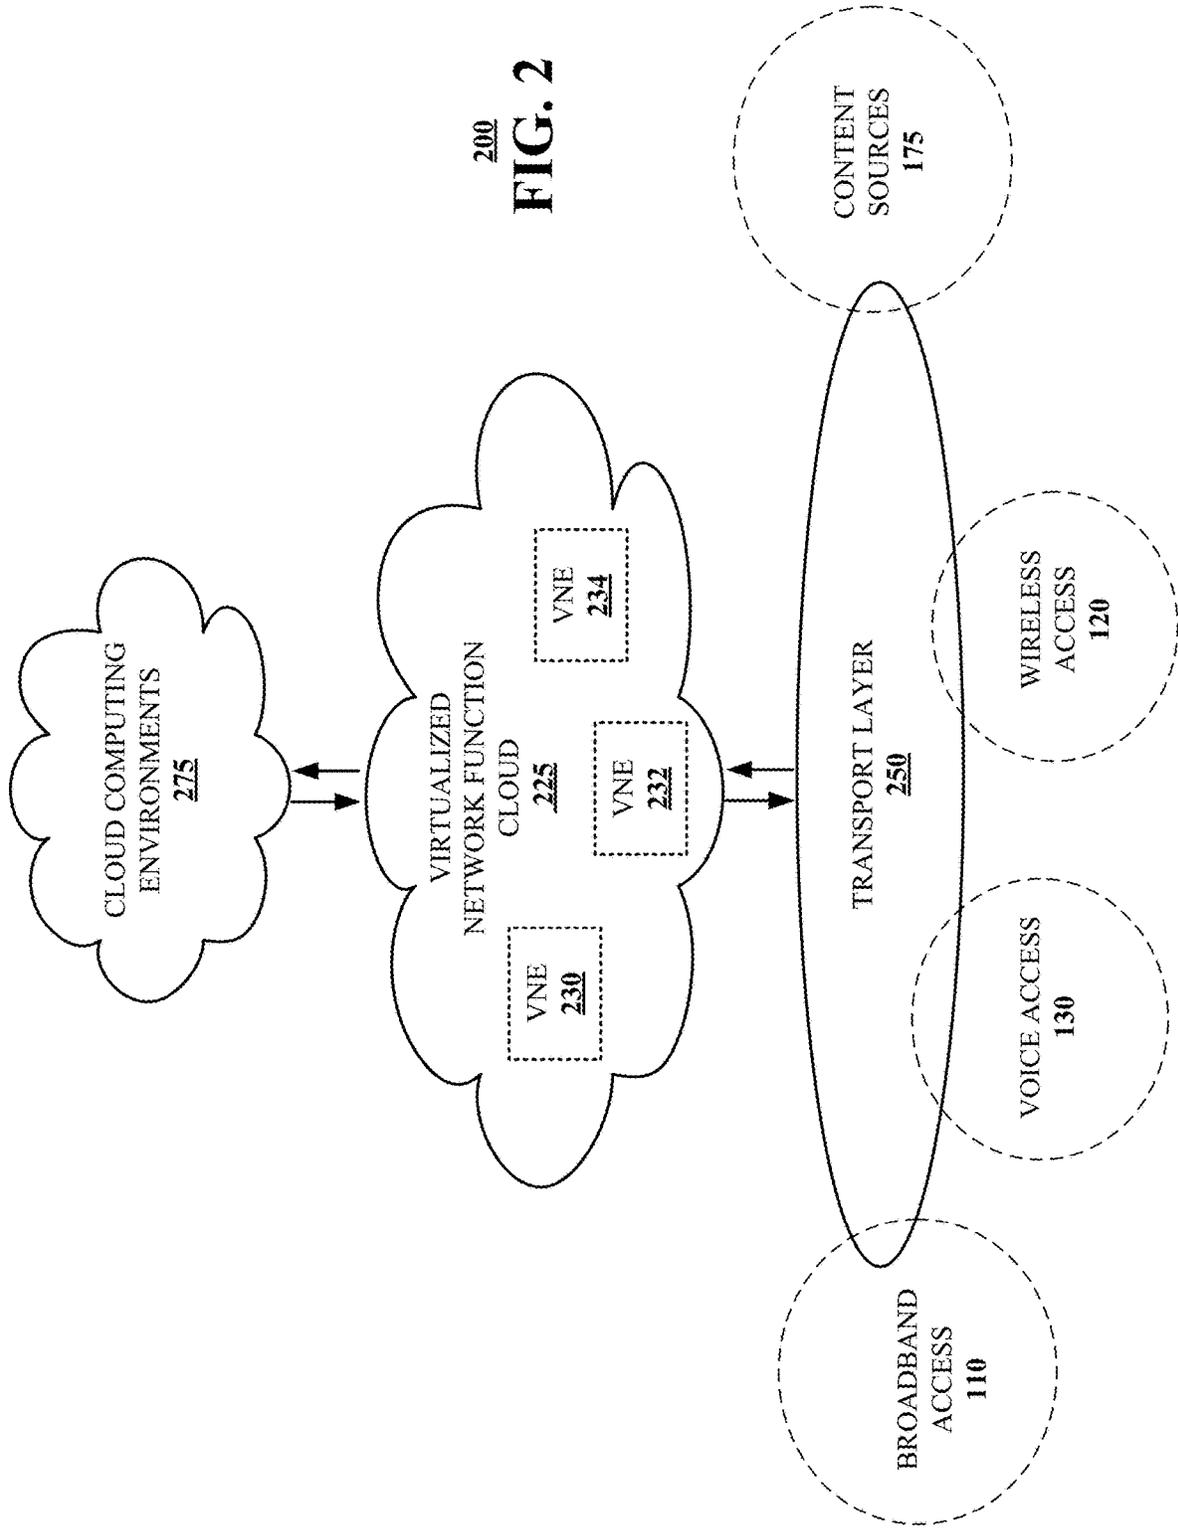 CLOUD COMPUTING
ENVIRONMENTS
275
VIRTUALIZED
NETWORK FUNCTION
CLOUD
225
VNE
230
VNE
232
VNE
234
TRANSPORT LAYER
250
BROADBAND
ACCESS
110
VOICE ACCESS
130
WIRELESS
ACCESS
120
CONTENT
SOURCES
175
200
FIG. 2